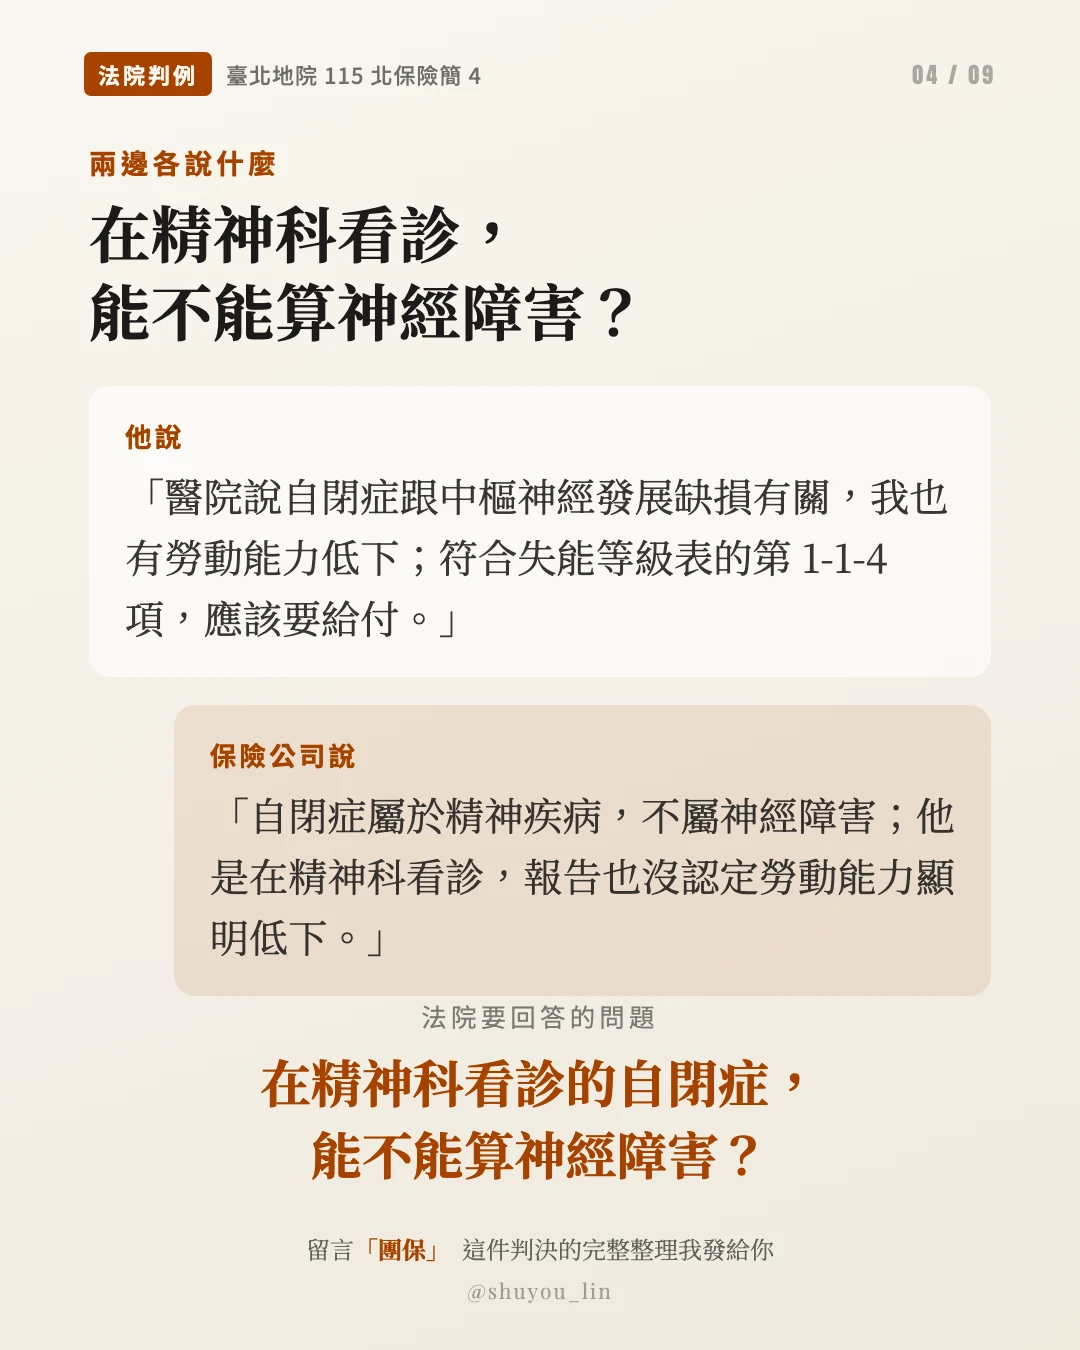 法院判例 臺北地院 115 北保險簡 4 04 / 09
兩邊各說什麼
在精神科看診，
能不能算神經障害？
他說
「醫院說自閉症跟中樞神經發展缺損有關，我也
有勞動能力低下；符合失能等級表的第 1-1-4
項，應該要給付。」
保險公司說
「自閉症屬於精神疾病，不屬神經障害；他
是在精神科看診，報告也沒認定勞動能力顯
明低下。」
法院要回答的問題
在精神科看診的自閉症，
能不能算神經障害？
留言「團保」 這件判決的完整整理我發給你
@shuyou_lin